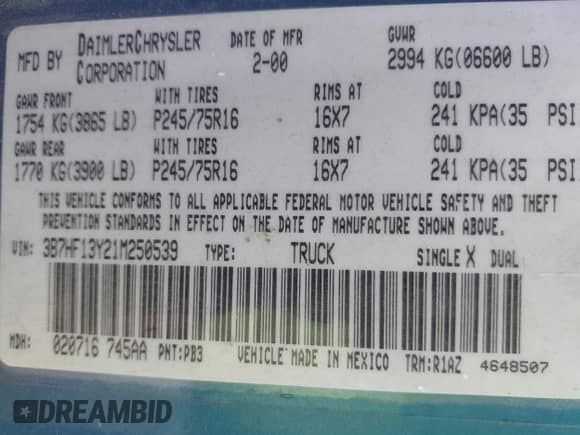 MFD BY DAIMLERCHRYSLER CORPORATION DATE OF MFR 2-00 GVWR 2994 KG(06600 LB)
GAWR FRONT WITH TIRES RIMS AT COLD
1754 KG(3865 LB) P245/75R16 16X7 241 KPA(35 PSI
GAWR REAR WITH TIRES RIMS AT COLD
1770 KG(3900 LB) P245/75R16 16X7 241 KPA(35 PSI
THIS VEHICLE CONFORMS TO ALL APPLICABLE FEDERAL MOTOR VEHICLE SAFETY AND THEFT
PREVENTION STANDARDS IN EFFECT ON THE DATE OF MANUFACTURE SHOWN ABOVE.
VIN: 3B7HF13Y21M250539 TYPE: TRUCK SINGLE X DUAL
MDH: 020716 745AA PNT:PB3 VEHICLE MADE IN MEXICO TRM:R1AZ 4648507
DREAMBID